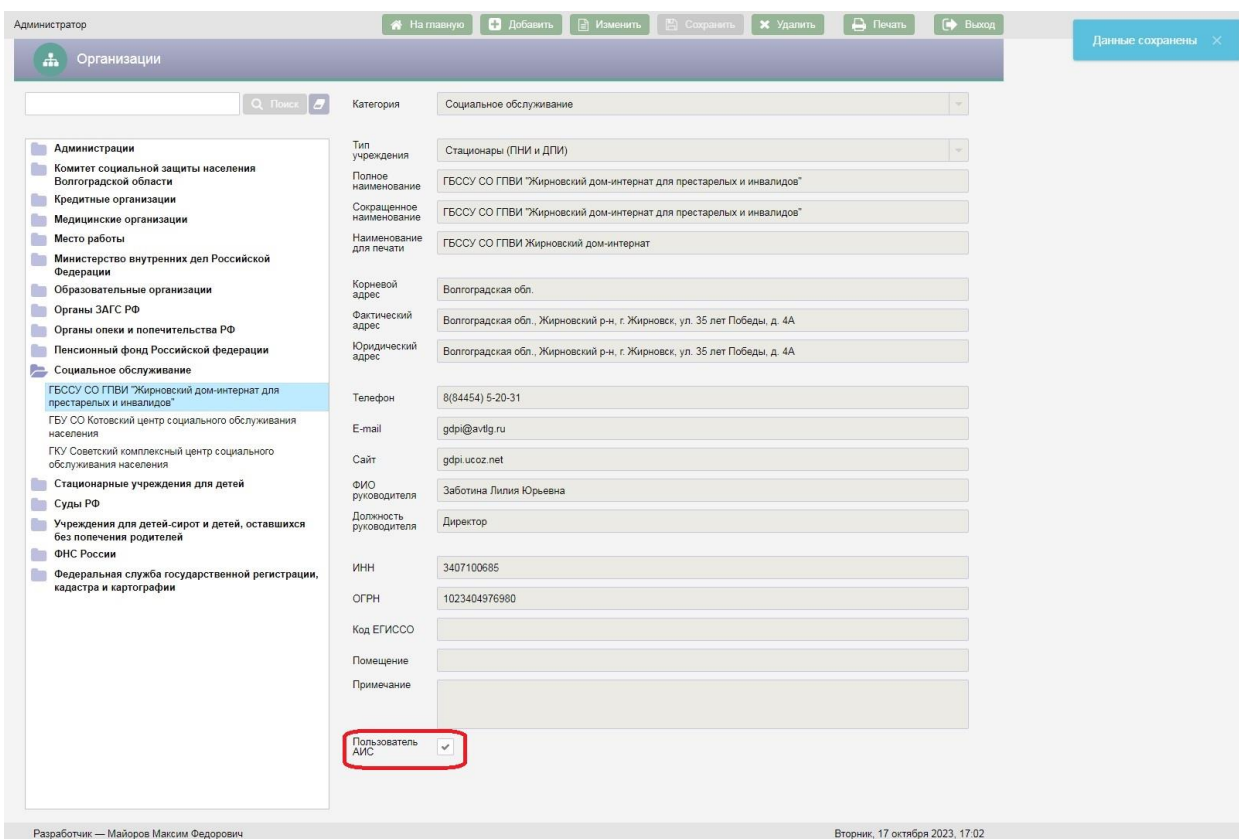 Администратор
На главную
Добавить
Изменить
Сохранить
Удалить
Печать
Выход
Данные сохранены
Организации
Поиск
Администрации
Комитет социальной защиты населения
Волгоградской области
Кредитные организации
Медицинские организации
Место работы
Министерство внутренних дел Российской
Федерации
Образовательные организации
Органы ЗАГС РФ
Органы опеки и попечительства РФ
Пенсионный фонд Российской федерации
Социальное обслуживание
ГБССУ СО ГПВИ "Жирновский дом-интернат для
престарелых и инвалидов"
ГБУ СО Котовский центр социального обслуживания
населения
ГКУ Советский комплексный центр социального
обслуживания населения
Стационарные учреждения для детей
Суды РФ
Учреждения для детей-сирот и детей, оставшихся
без попечения родителей
ФНС России
Федеральная служба государственной регистрации,
кадастра и картографии
Категория
Социальное обслуживание
Тип
учреждения
Стационары (ПНИ и ДПИ)
Полное
наименование
ГБССУ СО ГПВИ "Жирновский дом-интернат для престарелых и инвалидов"
Сокращенное
наименование
ГБССУ СО ГПВИ "Жирновский дом-интернат для престарелых и инвалидов"
Наименование
для печати
ГБССУ СО ГПВИ Жирновский дом-интернат
Корневой
адрес
Волгоградская обл.
Фактический
адрес
Волгоградская обл., Жирновский р-н, г. Жирновск, ул. 35 лет Победы, д. 4А
Юридический
адрес
Волгоградская обл., Жирновский р-н, г. Жирновск, ул. 35 лет Победы, д. 4А
Телефон
8(84454) 5-20-31
E-mail
gdpi@avtlg.ru
Сайт
gdpi.ucoz.net
ФИО
руководителя
Заботина Лилия Юрьевна
Должность
руководителя
Директор
ИНН
3407100685
ОГРН
1023404976980
Код ЕГИССО
Помещение
Примечание
Пользователь
АИС
Разработчик — Майоров Максим Федорович
Вторник, 17 октября 2023, 17:02